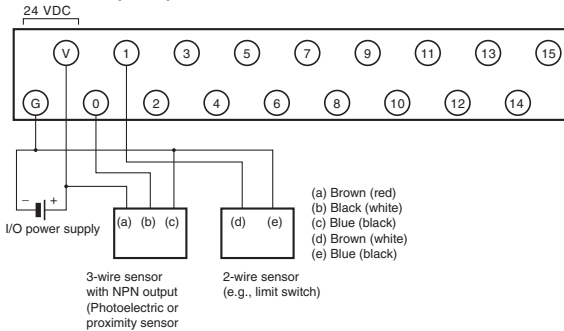 24 VDC
V 1 3 5 7 9 11 13 15
G 0 2 4 6 8 10 12 14
− +
I/O power supply
(a) (b) (c)
(d) (e)
(a) Brown (red)
(b) Black (white)
(c) Blue (black)
(d) Brown (white)
(e) Blue (black)
3-wire sensor
with NPN output
(Photoelectric or
proximity sensor
2-wire sensor
(e.g., limit switch)